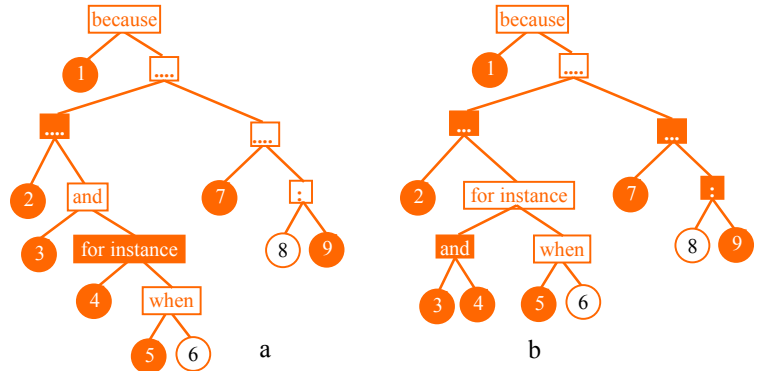 because
1
....
....
....
2
and
7
:
3
for instance
8
9
4
when
5
6
a
because
1
....
...
...
2
for instance
7
:
and
when
8
9
3
4
5
6
b